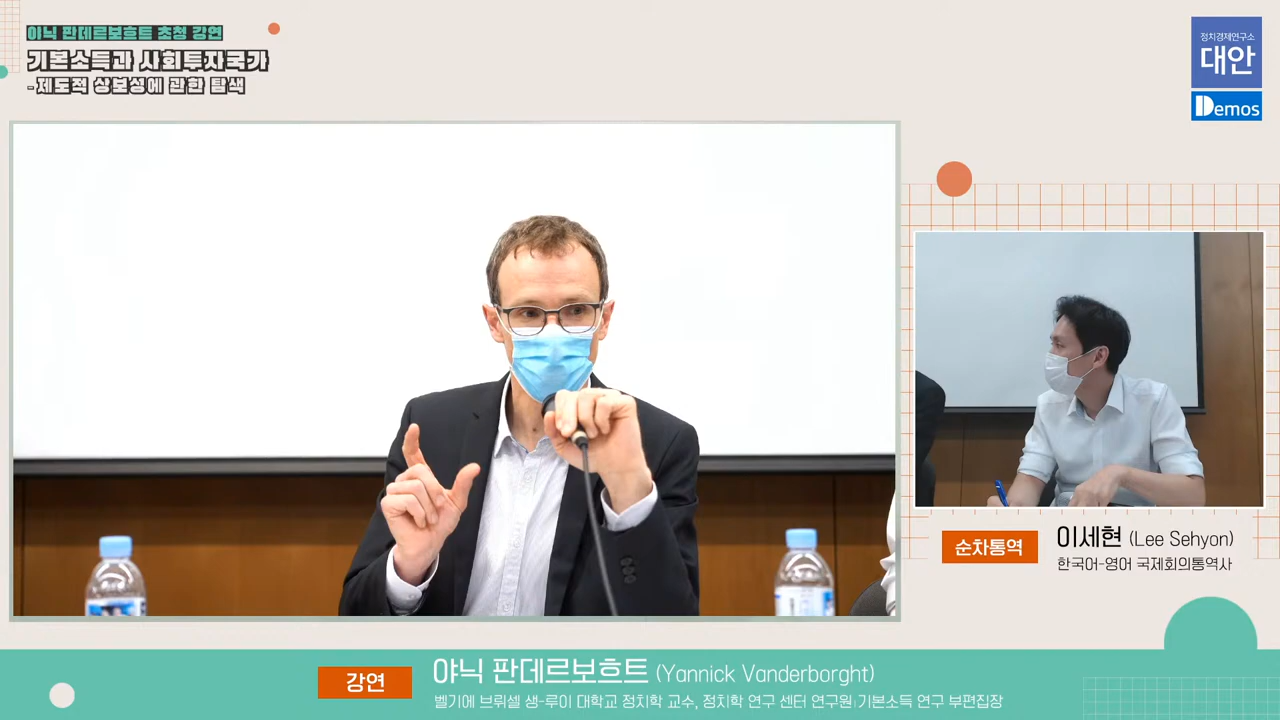 야닉 판데르보흐트 초청 강연
기본소득과 사회투자국가
-제도적 상보성에 관한 탐색
정치경제연구소
대안
Demos
순차통역
이세현 (Lee Sehyon)
한국어-영어 국제회의통역사
강연
야닉 판데르보흐트 (Yannick Vanderborght)
벨기에 브뤼셀 생-루이 대학교 정치학 교수, 정치학 연구 센터 연구원, 기본소득 연구 부편집장